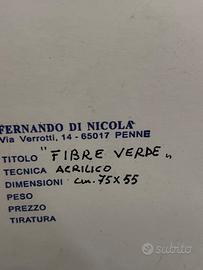 FERNANDO DI NICOLA
Via Verrotti, 14 - 65017 PENNE
TITOLO "FIBRE VERDE"
TECNICA ACRILICO
DIMENSIONI cm. 75x55
PESO
PREZZO
TIRATURA
subito